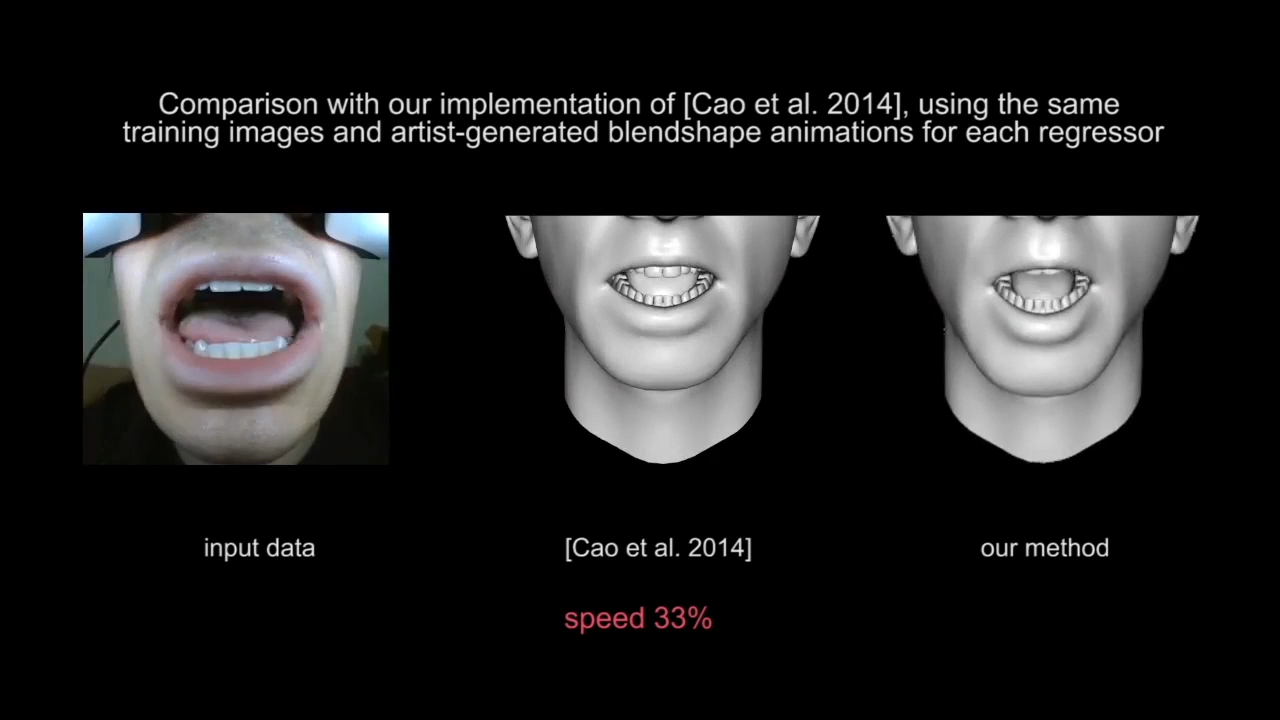 Comparison with our implementation of [Cao et al. 2014], using the same
training images and artist-generated blendshape animations for each regressor
input data
[Cao et al. 2014]
our method
speed 33%